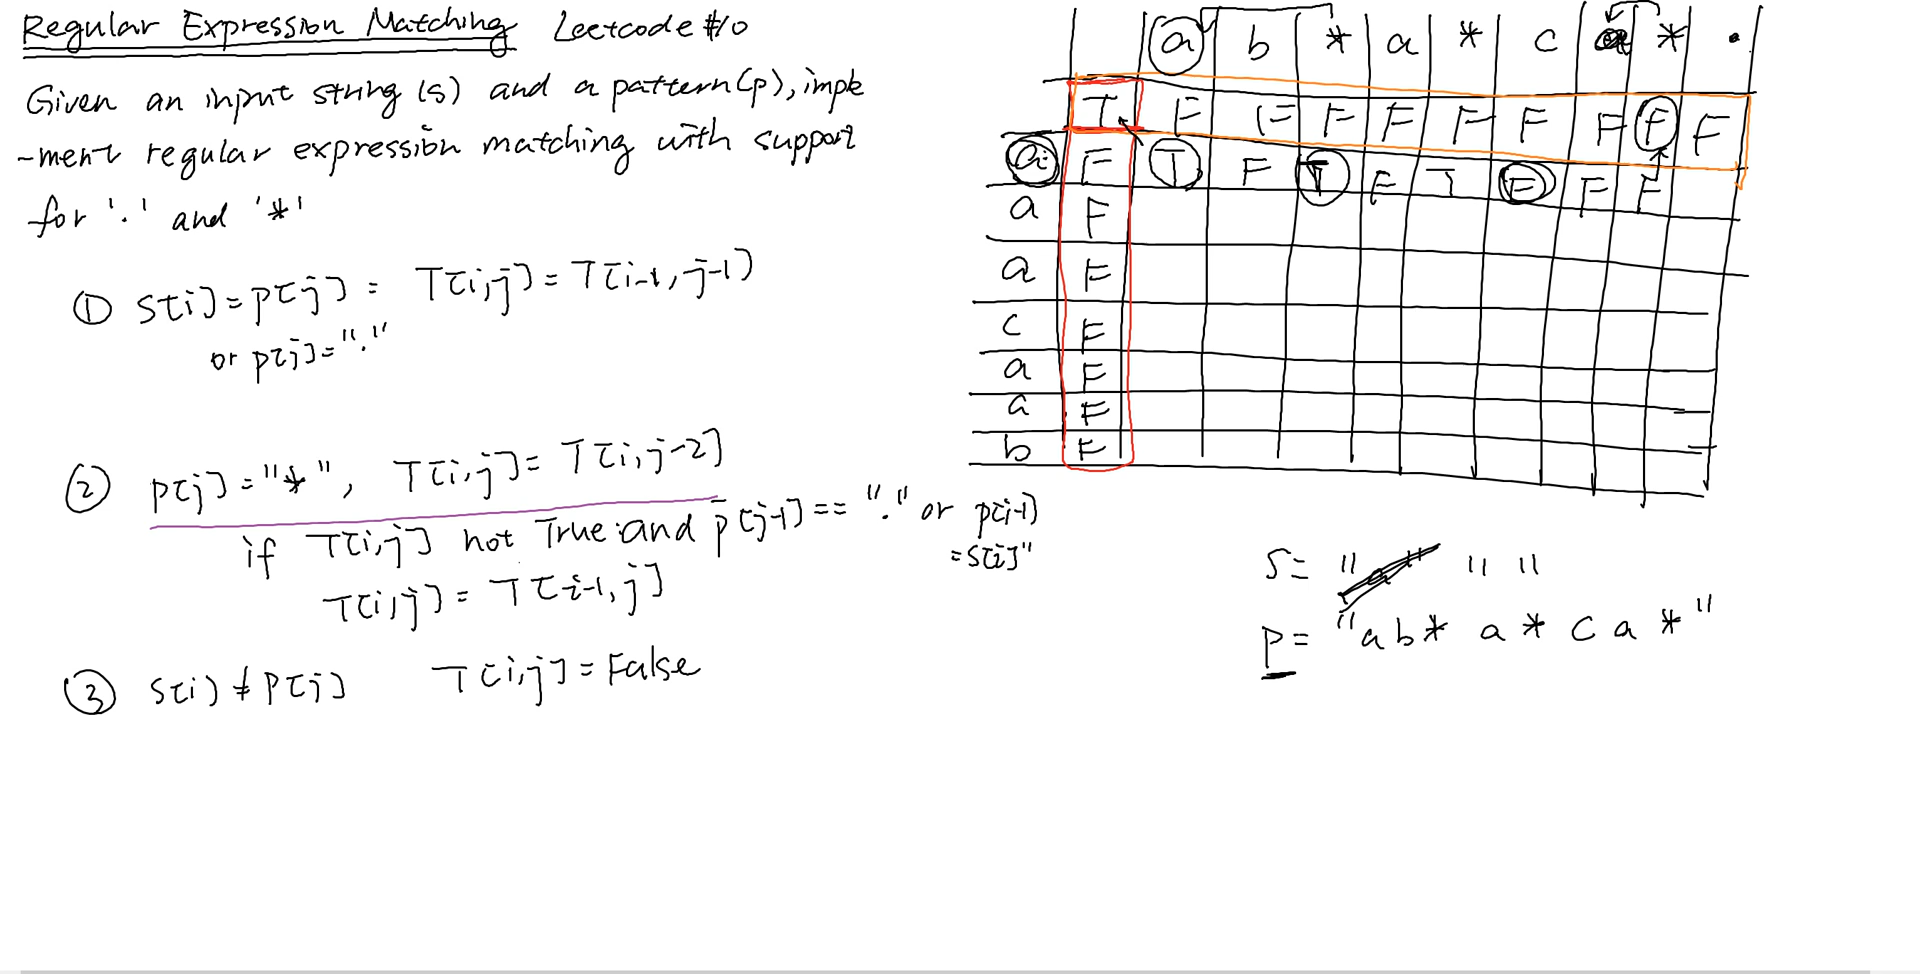 Regular Expression Matching Leetcode #10
Given an input string (s) and a pattern(p), imple
-ment regular expression matching with support
for '.' and '*'
① s[i] = p[j] : T[i,j] = T[i-1, j-1]
or p[j]="."
② p[j] = "*", T[i,j] = T[i,j-2]
if T[i,j] not True and p[j-1] == "." or p[j-1]
=s[i]"
T[i,j] = T[i-1,j]
③ s[i] ≠ p[j] T[i,j] = False
a b * a * c a * .
T F F F F F F F F F
a F T F T F T F F F
a F
a F
c F
a F
a F
b F
S = "a" " "
P = "ab* a* c a *"